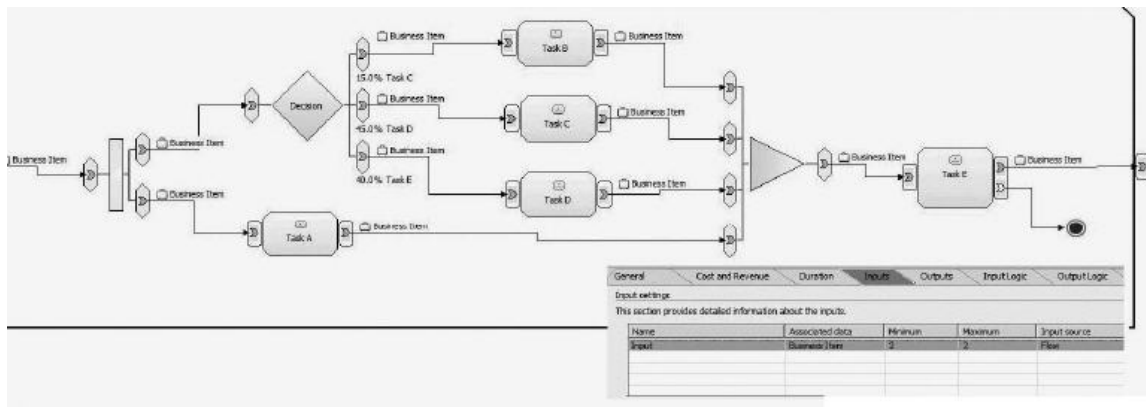 Business Item
Business Item
Business Item
Decision
Business Item
15.0% Task C
Business Item
45.0% Task D
Business Item
40.0% Task E
Task A
Business Item
Task B
Business Item
Task C
Business Item
Task D
Business Item
Business Item
Task E
Business Item
General Cost and Revenue Duration Inputs Outputs Input Logic Output Logic
Input settings
This section provides detailed information about the inputs.
Name Associated data Minimum Maximum Input source
Input Business Item 2 2 Flow